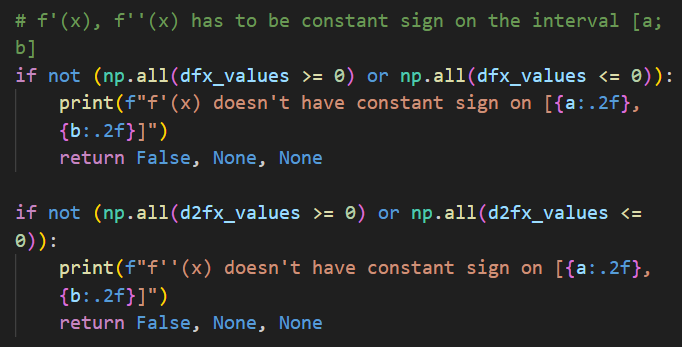 # f'(x), f''(x) has to be constant sign on the interval [a;
b]
if not (np.all(dfx_values >= 0) or np.all(dfx_values <= 0)):
    print(f"f'(x) doesn't have constant sign on [{a:.2f},
    {b:.2f}]")
    return False, None, None

if not (np.all(d2fx_values >= 0) or np.all(d2fx_values <=
0)):
    print(f"f''(x) doesn't have constant sign on [{a:.2f},
    {b:.2f}]")
    return False, None, None